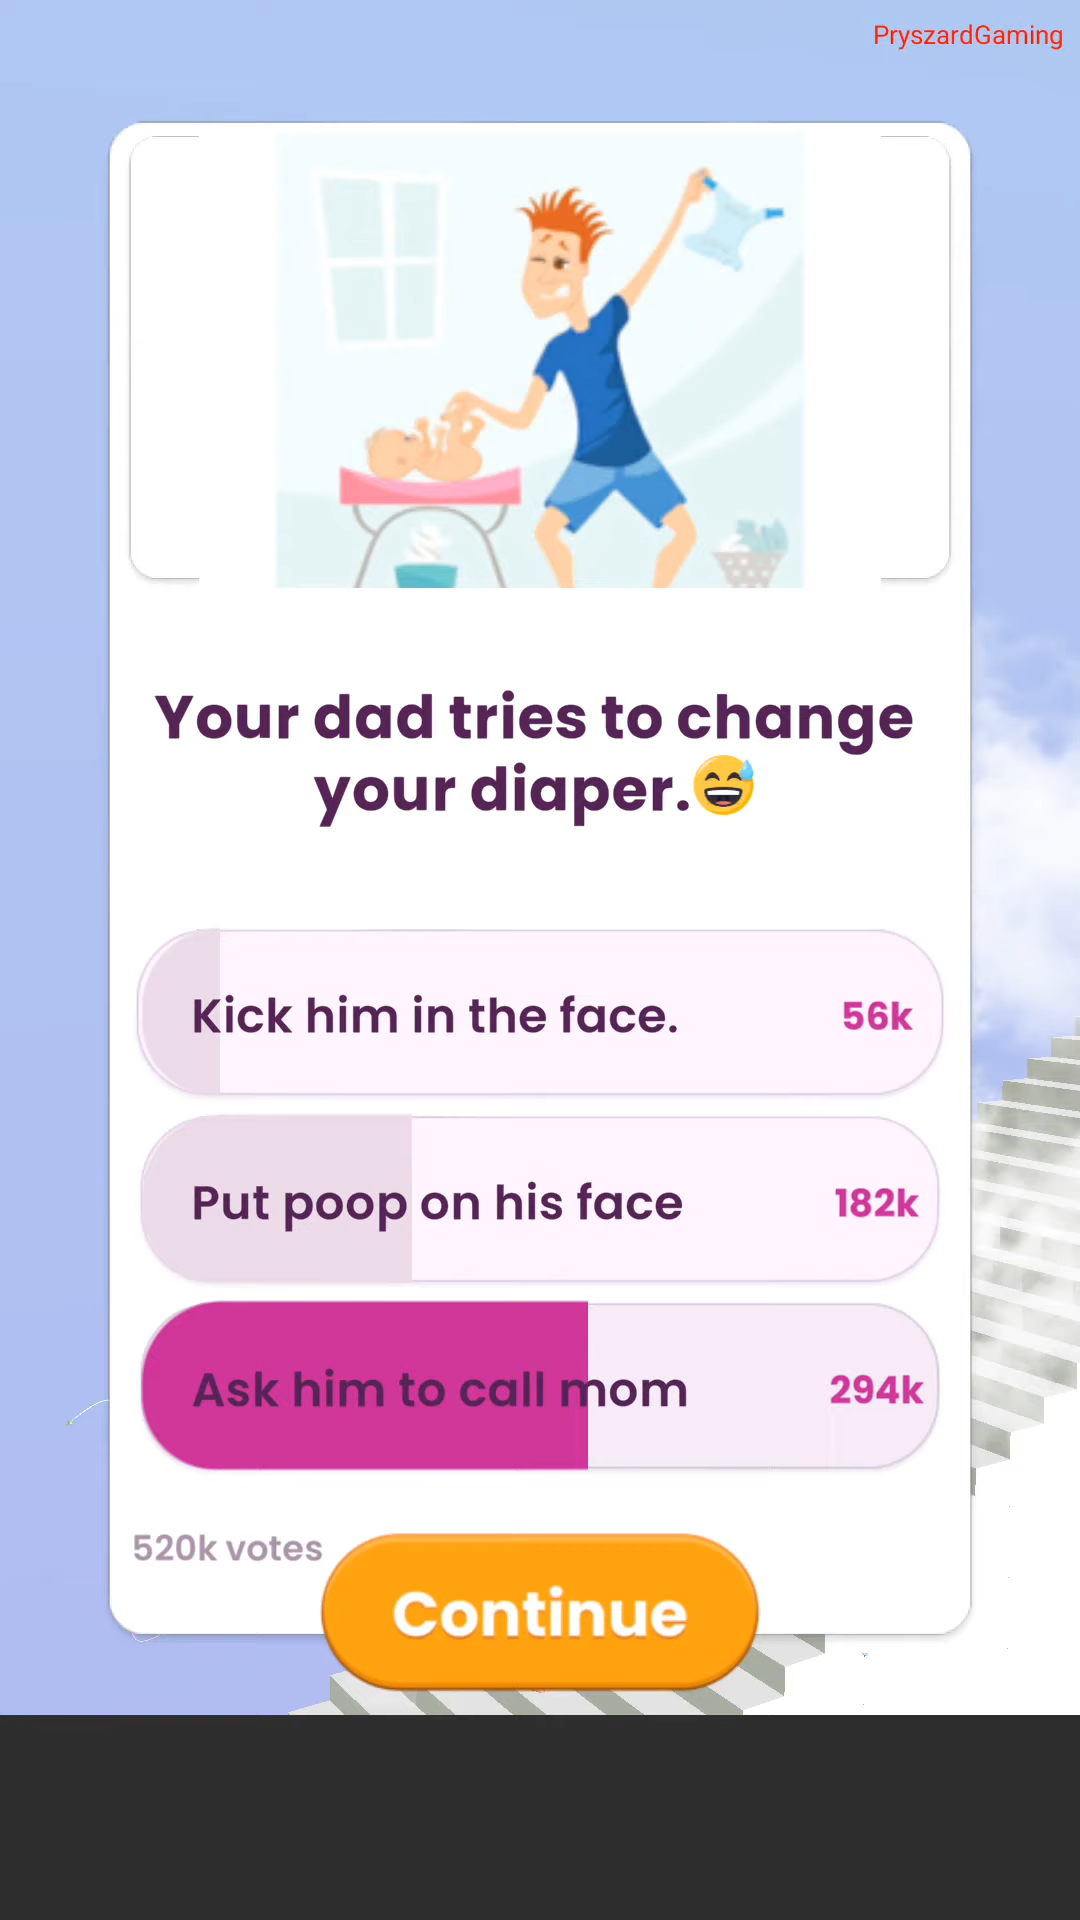 PryszardGaming
Your dad tries to change
your diaper.😅
Kick him in the face.
56k
Put poop on his face
182k
Ask him to call mom
294k
520k votes
Continue